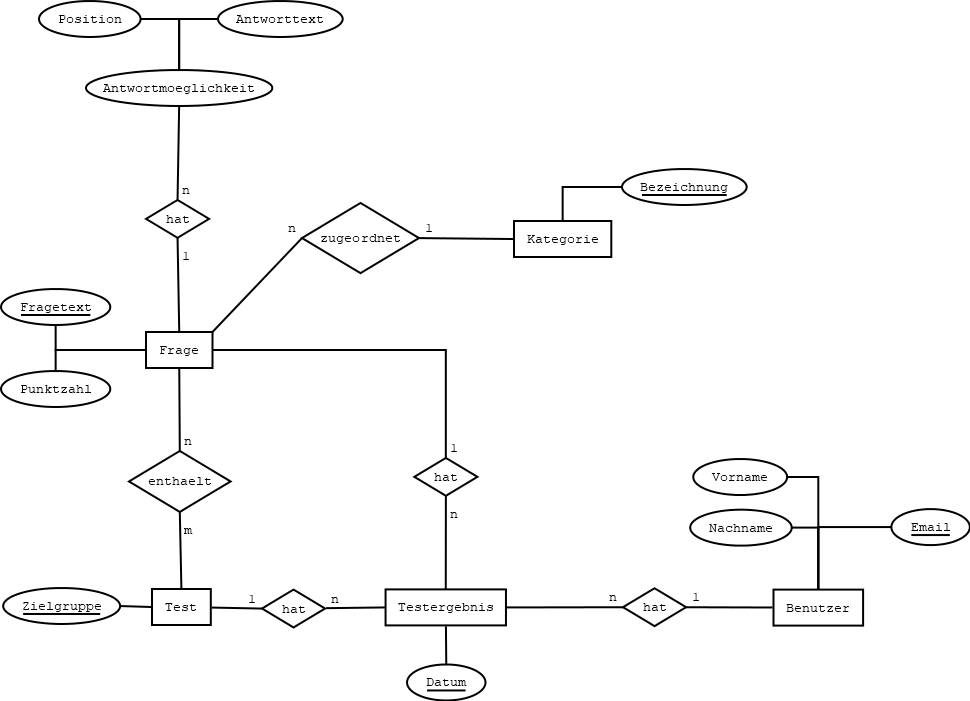 Position
Antworttext
Antwortmoeglichkeit
n
hat
1
Bezeichnung
n
zugeordnet
1
Kategorie
Fragetext
Frage
Punktzahl
n
enthaelt
m
1
hat
n
Vorname
Nachname
Email
Zielgruppe
Test
1
hat
n
Testergebnis
n
hat
1
Benutzer
Datum